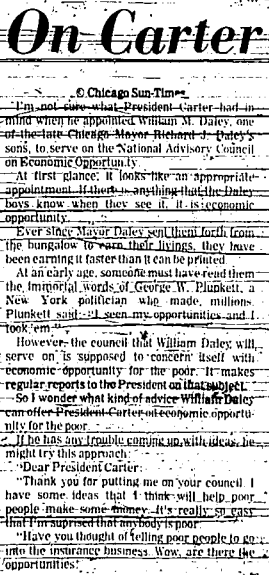 On Carter
© Chicago Sun-Times
I'm not sure what President Carter had in
mind when he appointed William M. Daley, one
of the late Chicago Mayor Richard J. Daley's
sons, to serve on the National Advisory Council
on Economic Opportunity.
At first glance, it looks like an appropriate
appointment. If there is anything that the Daley
boys know when they see it, it is economic
opportunity.
Ever since Mayor Daley sent them forth from
the bungalow to earn their livings, they have
been earning it faster than it can be printed.
At an early age, someone must have read them
the immortal words of George W. Plunkett, a
New York politician who made millions.
Plunkett said: "I seen my opportunities and I
took 'em."
However, the council that William Daley will
serve on is supposed to concern itself with
economic opportunity for the poor. It makes
regular reports to the President on that subject.
So I wonder what kind of advice William Daley
can offer President Carter on economic opportu-
nity for the poor.
If he has any trouble coming up with ideas, he
might try this approach:
"Dear President Carter:
"Thank you for putting me on your council. I
have some ideas that I think will help poor
people make some money. It's really so easy
that I'm suprised that anybody is poor.
"Have you thought of telling poor people to go
into the insurance business. Wow, are there the
opportunities!